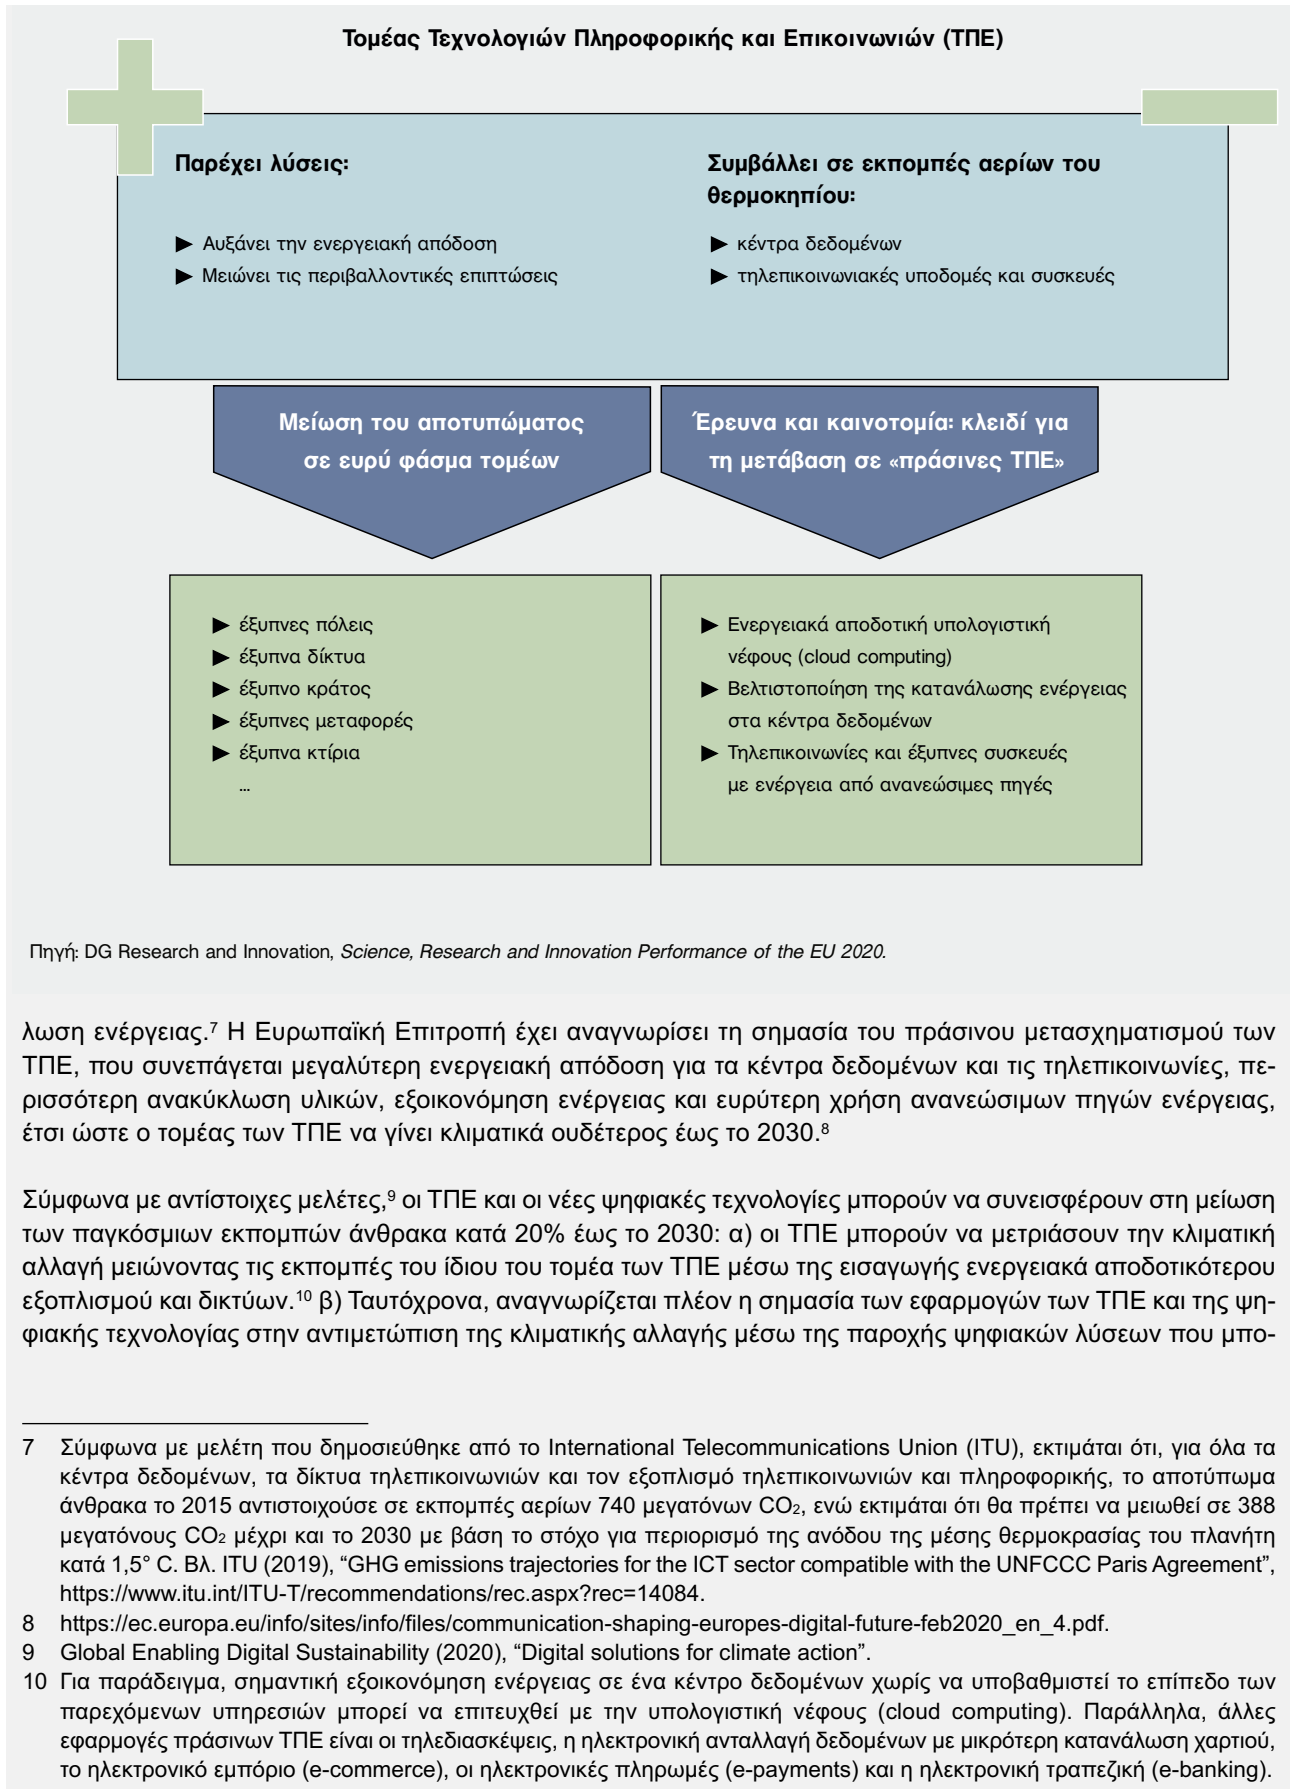 Τομέας Τεχνολογιών Πληροφορικής και Επικοινωνιών (ΤΠΕ)
Παρέχει λύσεις:
▶ Αυξάνει την ενεργειακή απόδοση
▶ Μειώνει τις περιβαλλοντικές επιπτώσεις
Συμβάλλει σε εκπομπές αερίων του
θερμοκηπίου:
▶ κέντρα δεδομένων
▶ τηλεπικοινωνιακές υποδομές και συσκευές
Μείωση του αποτυπώματος
σε ευρύ φάσμα τομέων
Έρευνα και καινοτομία: κλειδί για
τη μετάβαση σε «πράσινες ΤΠΕ»
▶ έξυπνες πόλεις
▶ έξυπνα δίκτυα
▶ έξυπνο κράτος
▶ έξυπνες μεταφορές
▶ έξυπνα κτίρια
...
▶ Ενεργειακά αποδοτική υπολογιστική
νέφους (cloud computing)
▶ Βελτιστοποίηση της κατανάλωσης ενέργειας
στα κέντρα δεδομένων
▶ Τηλεπικοινωνίες και έξυπνες συσκευές
με ενέργεια από ανανεώσιμες πηγές
Πηγή: DG Research and Innovation, Science, Research and Innovation Performance of the EU 2020.
λωση ενέργειας.⁷ Η Ευρωπαϊκή Επιτροπή έχει αναγνωρίσει τη σημασία του πράσινου μετασχηματισμού των
ΤΠΕ, που συνεπάγεται μεγαλύτερη ενεργειακή απόδοση για τα κέντρα δεδομένων και τις τηλεπικοινωνίες, πε-
ρισσότερη ανακύκλωση υλικών, εξοικονόμηση ενέργειας και ευρύτερη χρήση ανανεώσιμων πηγών ενέργειας,
έτσι ώστε ο τομέας των ΤΠΕ να γίνει κλιματικά ουδέτερος έως το 2030.⁸
Σύμφωνα με αντίστοιχες μελέτες,⁹ οι ΤΠΕ και οι νέες ψηφιακές τεχνολογίες μπορούν να συνεισφέρουν στη μείωση
των παγκόσμιων εκπομπών άνθρακα κατά 20% έως το 2030: α) οι ΤΠΕ μπορούν να μετριάσουν την κλιματική
αλλαγή μειώνοντας τις εκπομπές του ίδιου του τομέα των ΤΠΕ μέσω της εισαγωγής ενεργειακά αποδοτικότερου
εξοπλισμού και δικτύων.¹⁰ β) Ταυτόχρονα, αναγνωρίζεται πλέον η σημασία των εφαρμογών των ΤΠΕ και της ψη-
φιακής τεχνολογίας στην αντιμετώπιση της κλιματικής αλλαγής μέσω της παροχής ψηφιακών λύσεων που μπο-
7 Σύμφωνα με μελέτη που δημοσιεύθηκε από το International Telecommunications Union (ITU), εκτιμάται ότι, για όλα τα
κέντρα δεδομένων, τα δίκτυα τηλεπικοινωνιών και τον εξοπλισμό τηλεπικοινωνιών και πληροφορικής, το αποτύπωμα
άνθρακα το 2015 αντιστοιχούσε σε εκπομπές αερίων 740 μεγατόνων CO₂, ενώ εκτιμάται ότι θα πρέπει να μειωθεί σε 388
μεγατόνους CO₂ μέχρι και το 2030 με βάση το στόχο για περιορισμό της ανόδου της μέσης θερμοκρασίας του πλανήτη
κατά 1,5° C. Βλ. ITU (2019), “GHG emissions trajectories for the ICT sector compatible with the UNFCCC Paris Agreement”,
https://www.itu.int/ITU-T/recommendations/rec.aspx?rec=14084.
8 https://ec.europa.eu/info/sites/info/files/communication-shaping-europes-digital-future-feb2020_en_4.pdf.
9 Global Enabling Digital Sustainability (2020), “Digital solutions for climate action”.
10 Για παράδειγμα, σημαντική εξοικονόμηση ενέργειας σε ένα κέντρο δεδομένων χωρίς να υποβαθμιστεί το επίπεδο των
παρεχόμενων υπηρεσιών μπορεί να επιτευχθεί με την υπολογιστική νέφους (cloud computing). Παράλληλα, άλλες
εφαρμογές πράσινων ΤΠΕ είναι οι τηλεδιασκέψεις, η ηλεκτρονική ανταλλαγή δεδομένων με μικρότερη κατανάλωση χαρτιού,
το ηλεκτρονικό εμπόριο (e-commerce), οι ηλεκτρονικές πληρωμές (e-payments) και η ηλεκτρονική τραπεζική (e-banking).